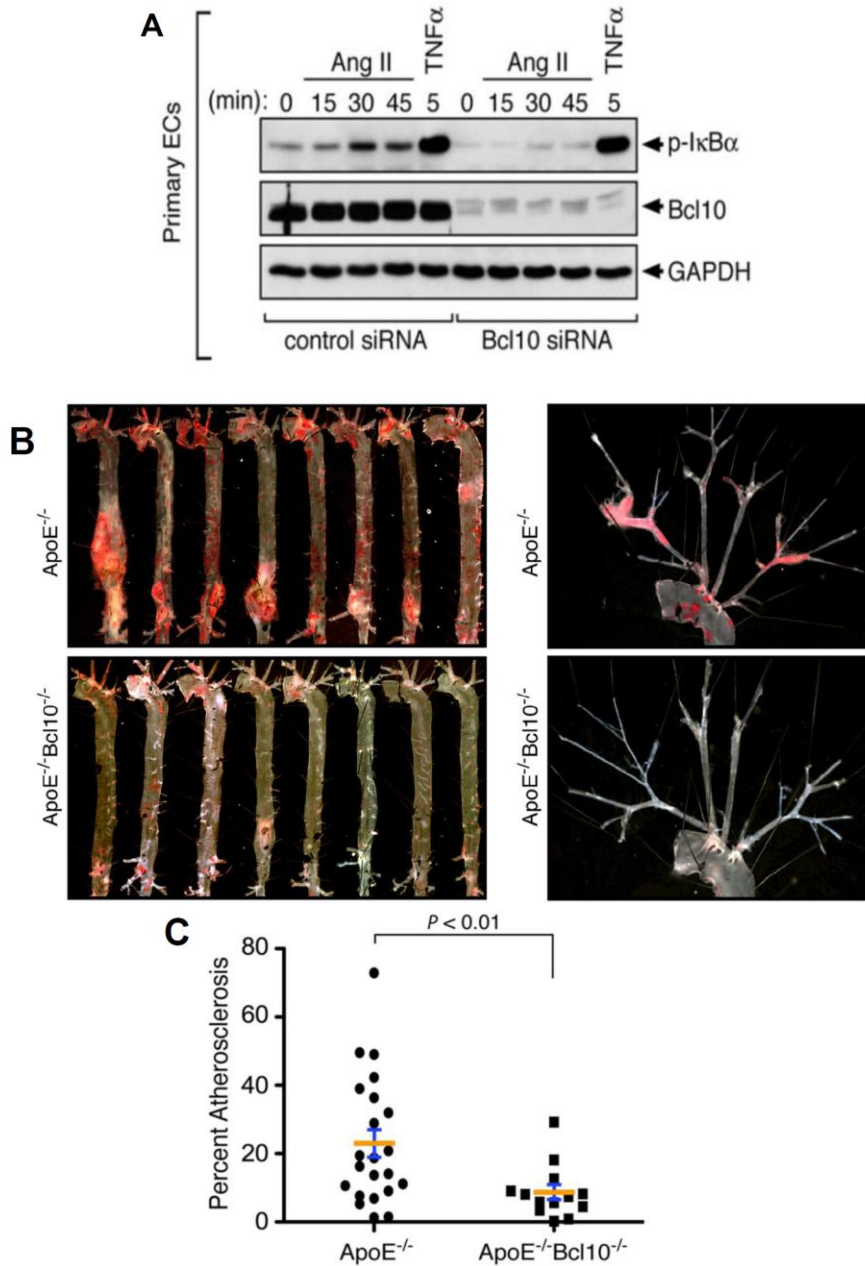 A
Primary ECs
Ang II
TNFα
Ang II
TNFα
(min): 0 15 30 45 5 0 15 30 45 5
p-IκBα
Bcl10
GAPDH
control siRNA Bcl10 siRNA
B
ApoE-/-
ApoE-/-
ApoE-/-Bcl10-/-
ApoE-/-Bcl10-/-
C
P < 0.01
Percent Atherosclerosis
80
60
40
20
0
ApoE-/- ApoE-/-Bcl10-/-